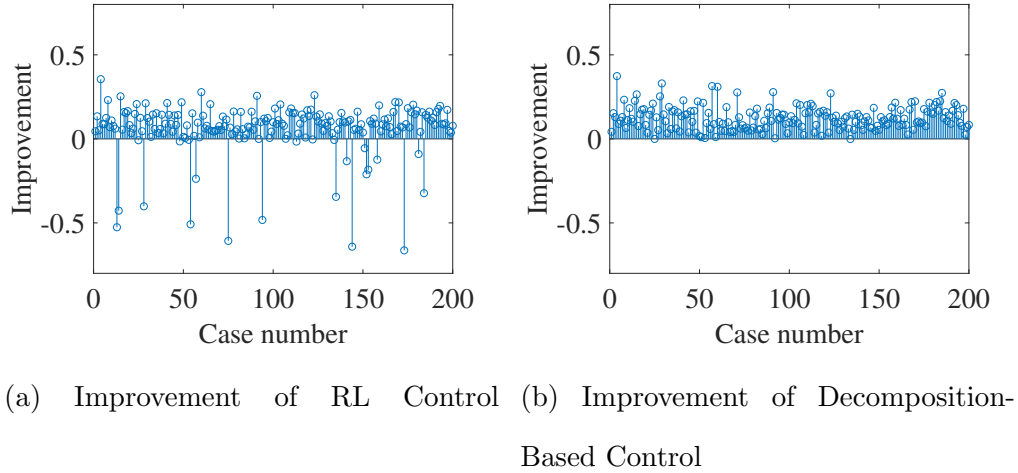 0.5
0
-0.5
Improvement
0 50 100 150 200
Case number
0.5
0
-0.5
Improvement
0 50 100 150 200
Case number
(a) Improvement of RL Control
(b) Improvement of Decomposition-
Based Control